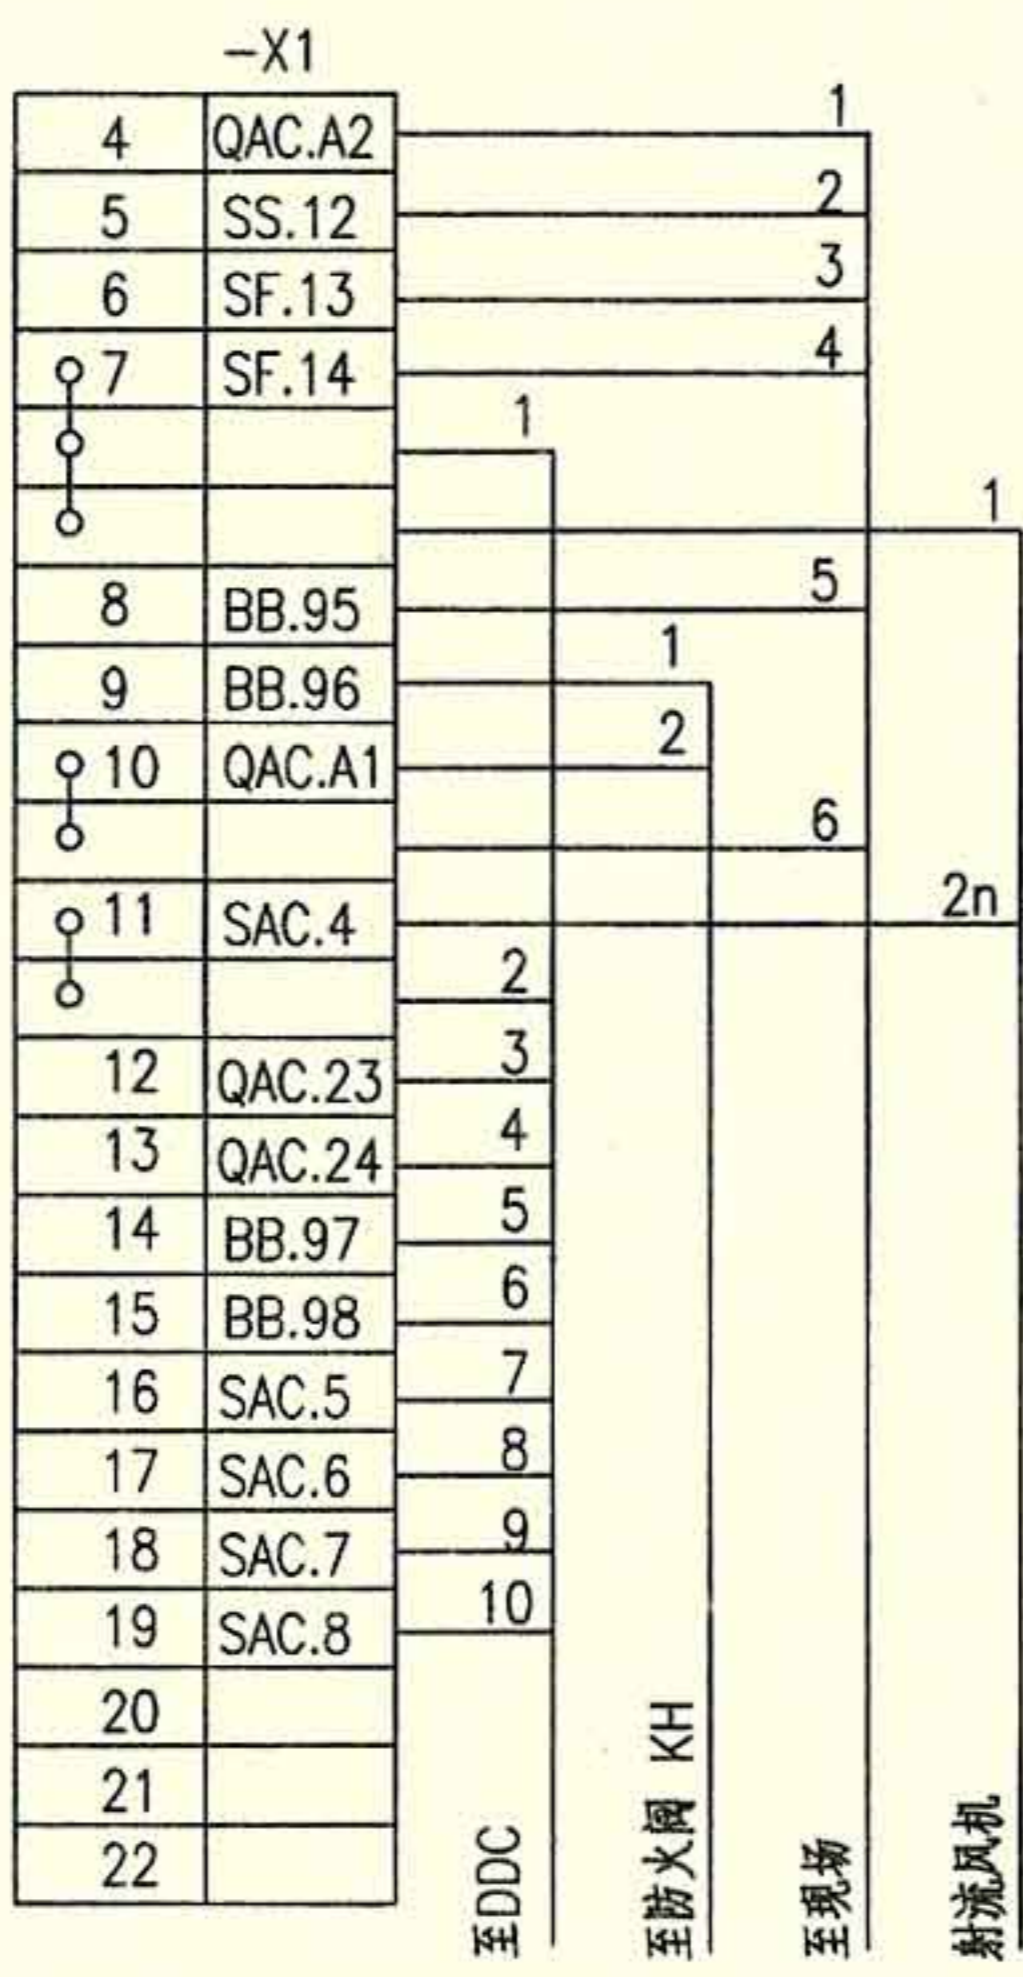 -X1
4 QAC.A2 1
5 SS.12 2
6 SF.13 3
7 SF.14 4
1
1
8 BB.95 5
9 BB.96 1
10 QAC.A1 2
6
11 SAC.4 2n
2
12 QAC.23 3
13 QAC.24 4
14 BB.97 5
15 BB.98 6
16 SAC.5 7
17 SAC.6 8
18 SAC.7 9
19 SAC.8 10
20
21
22
至DDC
至防火阀 KH
至现场
射流风机